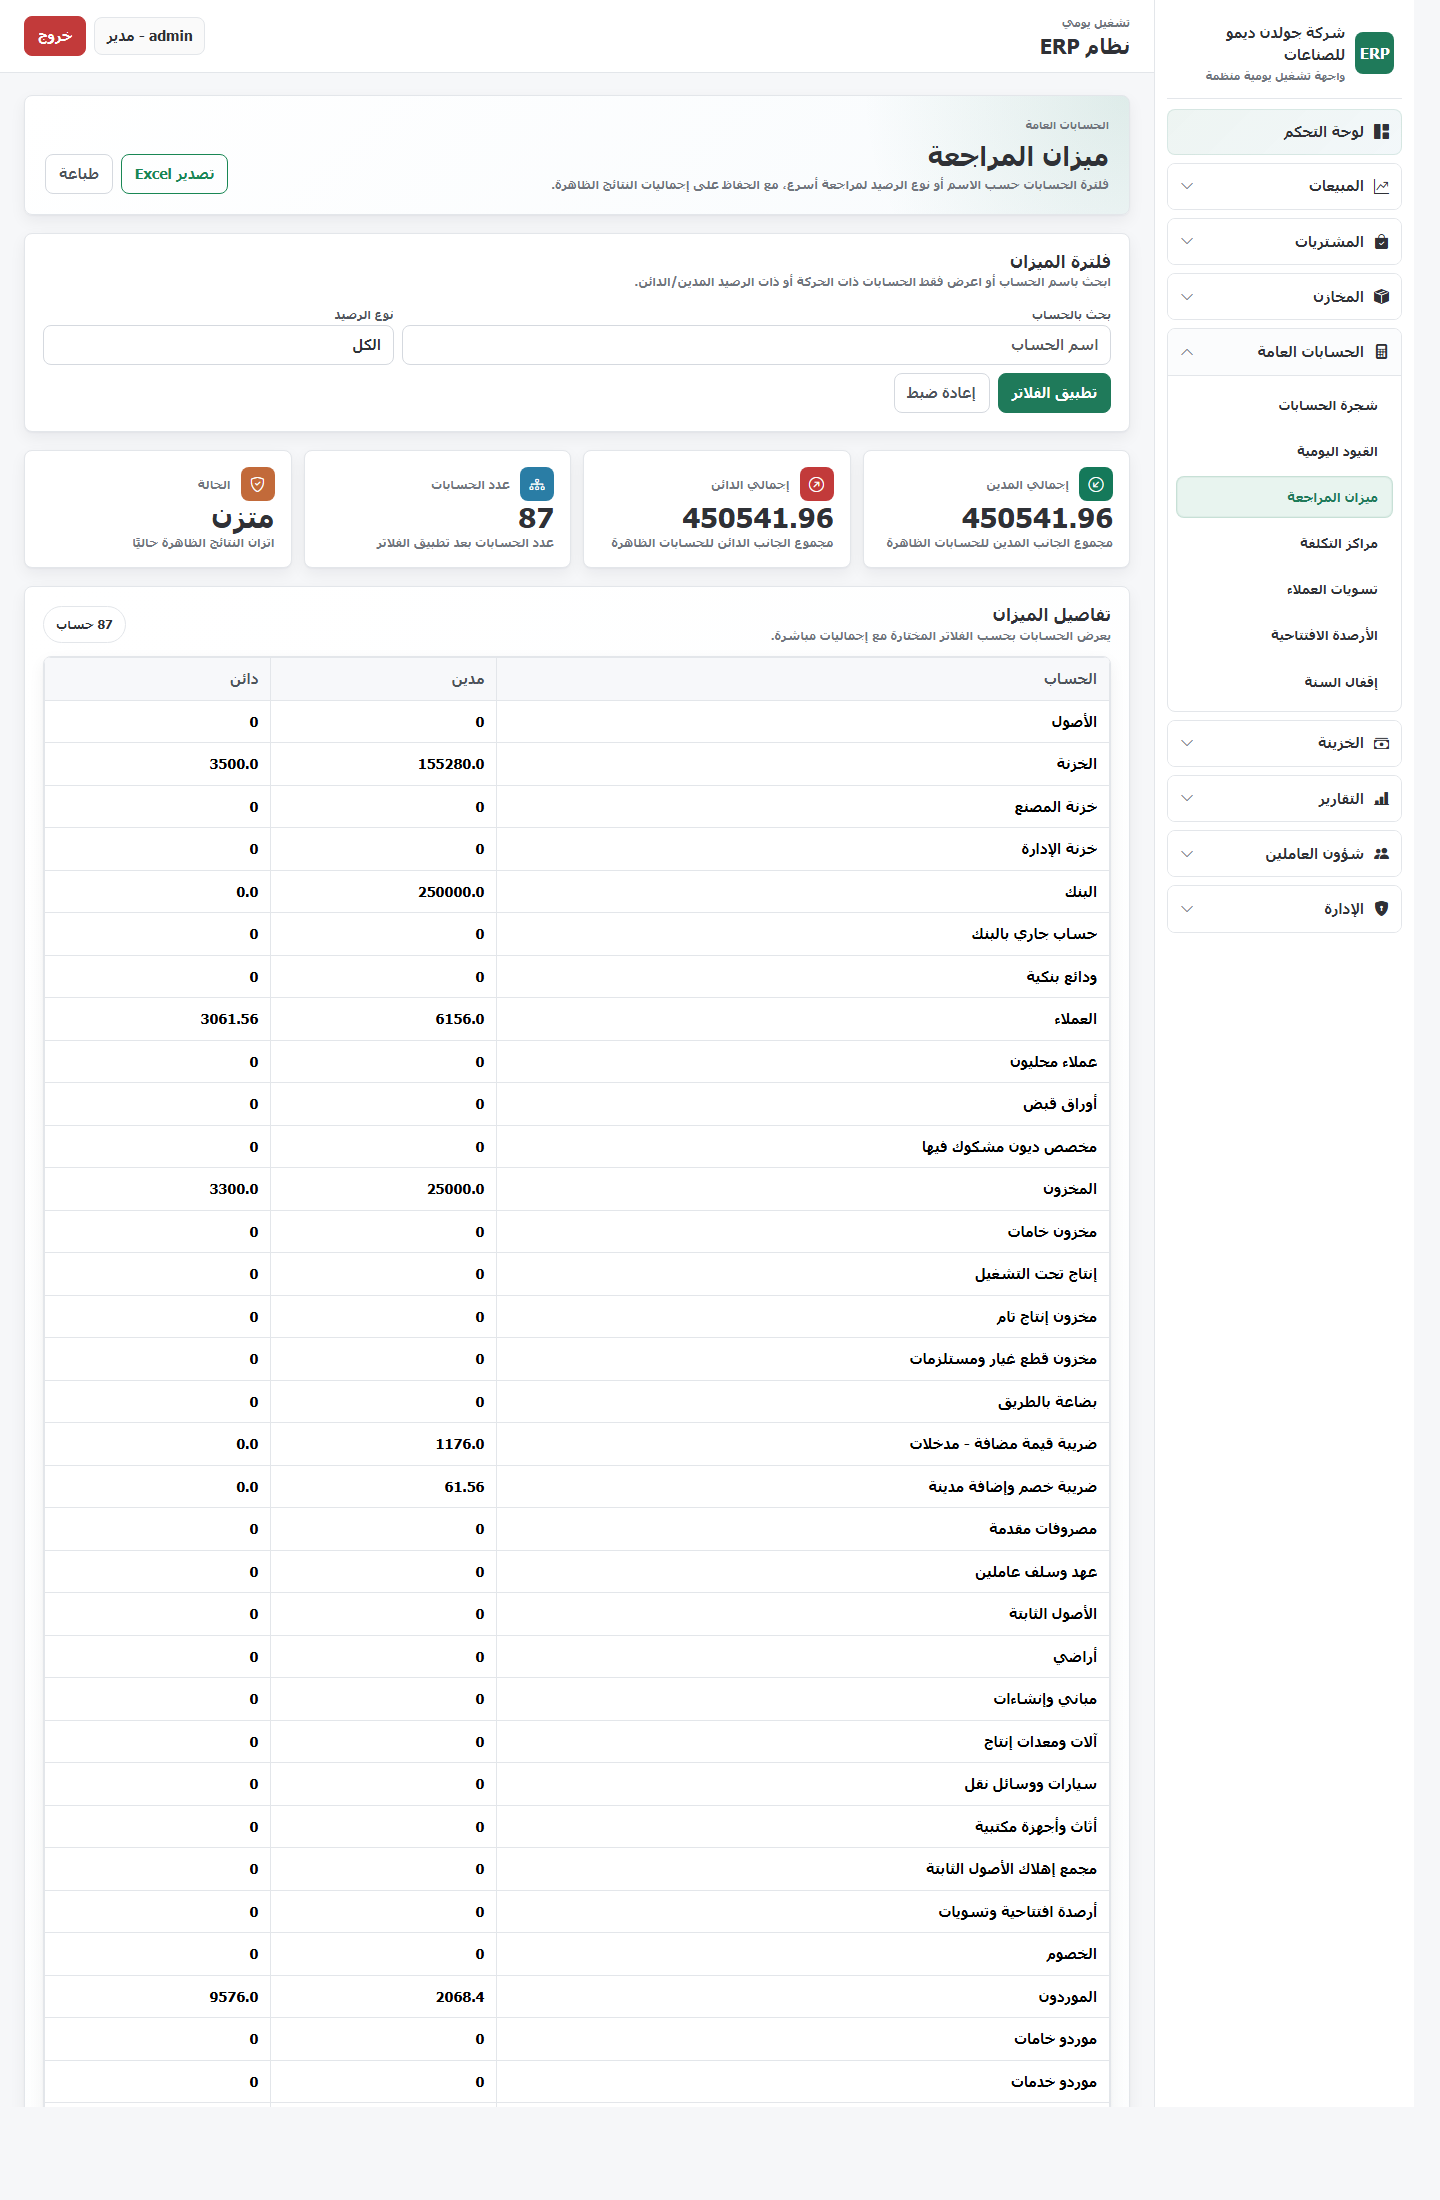 شركة جولدن ديمو
للصناعات
واجهة تشغيل يومية منظمة
ERP
لوحة التحكم
المبيعات
المشتريات
المخازن
الحسابات العامة
شجرة الحسابات
القيود اليومية
ميزان المراجعة
مراكز التكلفة
تسويات العملاء
الأرصدة الافتتاحية
إقفال السنة
الخزينة
التقارير
شؤون العاملين
الإدارة
تشغيل يومي
نظام ERP
admin - مدير
خروج
الحسابات العامة
ميزان المراجعة
فلترة الحسابات حسب الاسم أو نوع الرصيد لمراجعة أسرع، مع الحفاظ على إجماليات النتائج الظاهرة.
تصدير Excel
طباعة
فلترة الميزان
ابحث باسم الحساب أو اعرض فقط الحسابات ذات الحركة أو ذات الرصيد المدين/الدائن.
بحث بالحساب
نوع الرصيد
اسم الحساب
الكل
تطبيق الفلاتر
إعادة ضبط
إجمالي المدين
450541.96
مجموع الجانب المدين للحسابات الظاهرة
إجمالي الدائن
450541.96
مجموع الجانب الدائن للحسابات الظاهرة
عدد الحسابات
87
عدد الحسابات بعد تطبيق الفلاتر
الحالة
متزن
اتزان النتائج الظاهرة حاليًا
تفاصيل الميزان
يعرض الحسابات بحسب الفلاتر المختارة مع إجماليات مباشرة.
87 حساب
الحساب مدين دائن
الأصول 0 0
الخزنة 155280.0 3500.0
خزنة المصنع 0 0
خزنة الإدارة 0 0
البنك 250000.0 0.0
حساب جاري بالبنك 0 0
ودائع بنكية 0 0
العملاء 6156.0 3061.56
عملاء محليون 0 0
أوراق قبض 0 0
مخصص ديون مشكوك فيها 0 0
المخزون 25000.0 3300.0
مخزون خامات 0 0
إنتاج تحت التشغيل 0 0
مخزون إنتاج تام 0 0
مخزون قطع غيار ومستلزمات 0 0
بضاعة بالطريق 0 0
ضريبة قيمة مضافة - مدخلات 1176.0 0.0
ضريبة خصم وإضافة مدينة 61.56 0.0
مصروفات مقدمة 0 0
عهد وسلف عاملين 0 0
الأصول الثابتة 0 0
أراضي 0 0
مباني وإنشاءات 0 0
آلات ومعدات إنتاج 0 0
سيارات ووسائل نقل 0 0
أثاث وأجهزة مكتبية 0 0
مجمع إهلاك الأصول الثابتة 0 0
أرصدة افتتاحية وتسويات 0 0
الخصوم 0 0
الموردون 2068.4 9576.0
موردو خامات 0 0
موردو خدمات 0 0